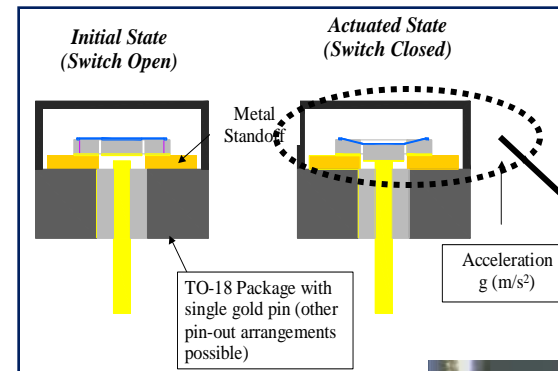 Initial State
(Switch Open)
Actuated State
(Switch Closed)
Metal
Standoff
TO-18 Package with
single gold pin (other
pin-out arrangements
possible)
Acceleration
g (m/s²)